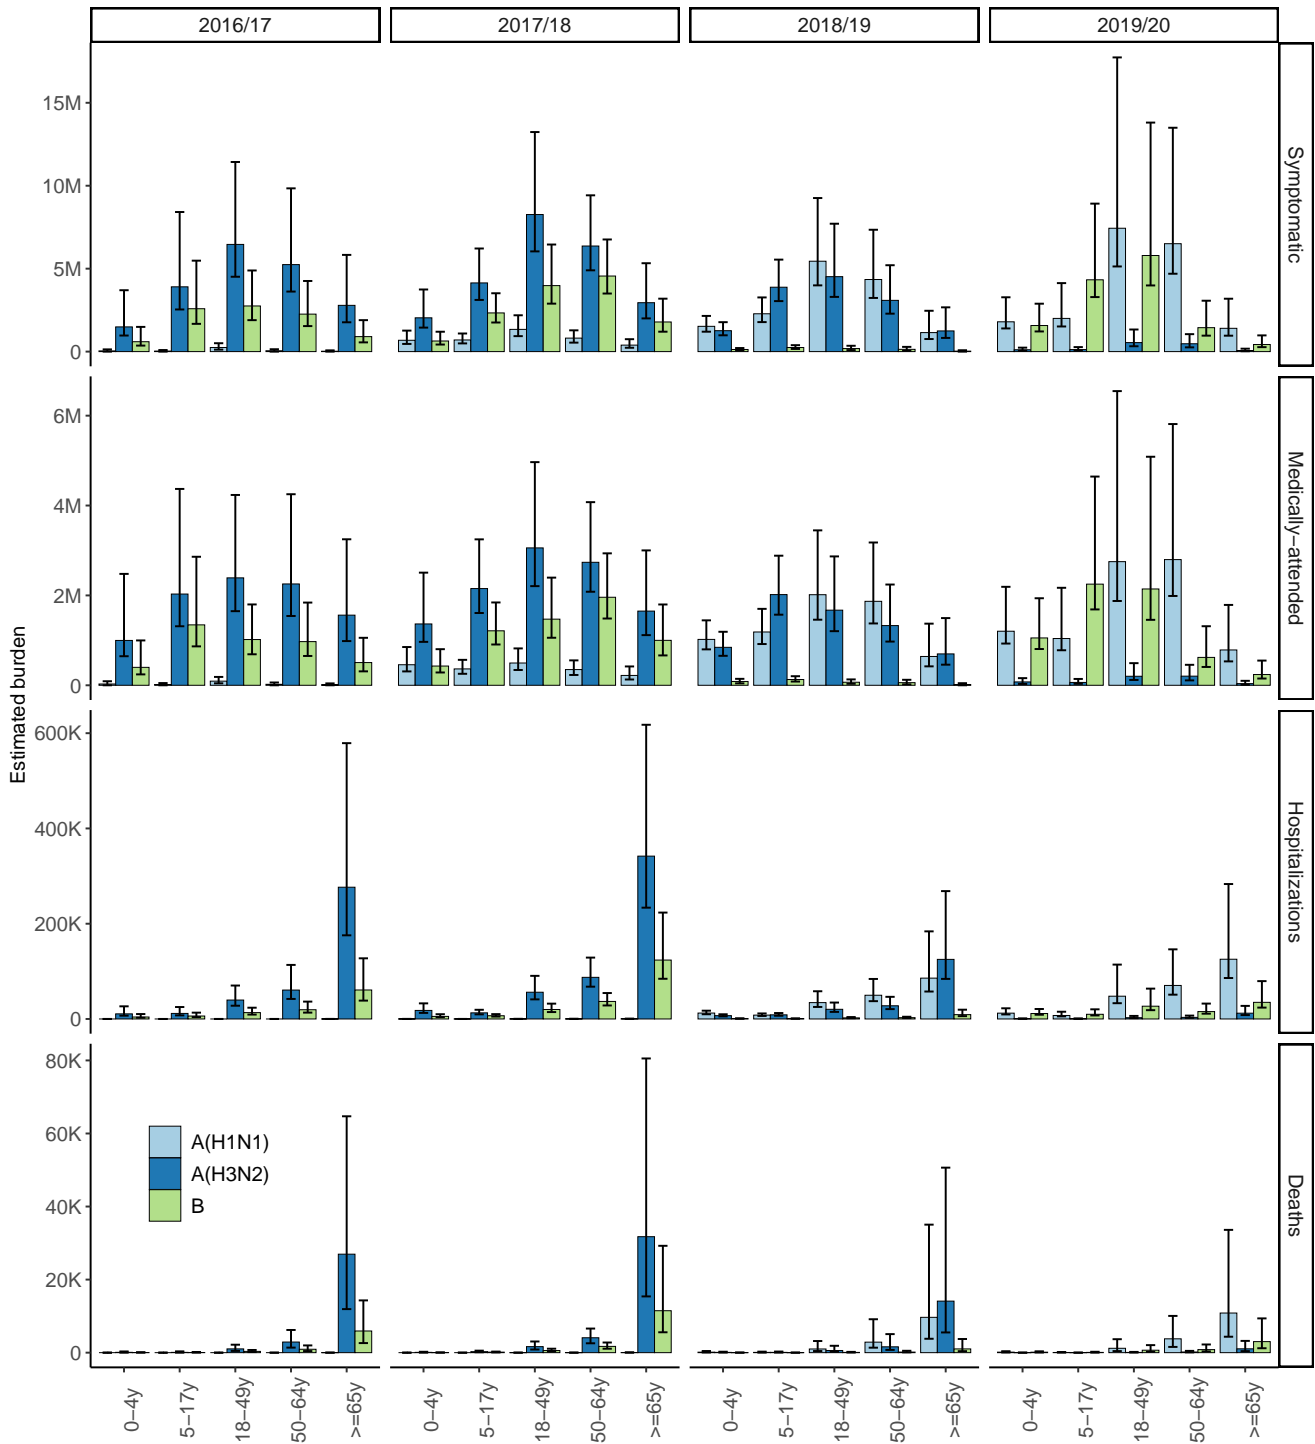 2016/17 2017/18 2018/19 2019/20
Symptomatic
15M
10M
5M
0
Medically−attended
6M
4M
2M
0
Estimated burden
Hospitalizations
600K
400K
200K
0
Deaths
80K
60K
40K
20K
0
A(H1N1)
A(H3N2)
B
0−4y 5−17y 18−49y 50−64y >=65y 0−4y 5−17y 18−49y 50−64y >=65y 0−4y 5−17y 18−49y 50−64y >=65y 0−4y 5−17y 18−49y 50−64y >=65y